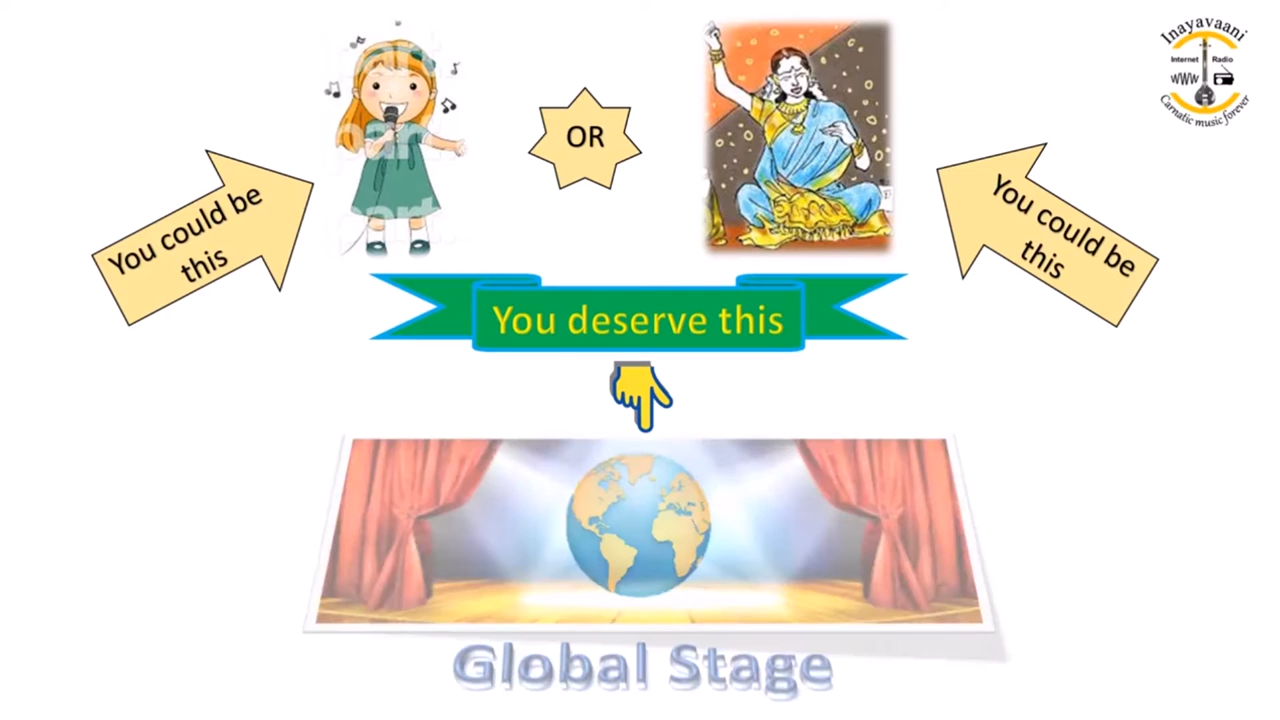 Inayavaani
Internet Radio
WWW
Carnatic music forever
OR
You could be
this
You could be
this
You deserve this
Global Stage